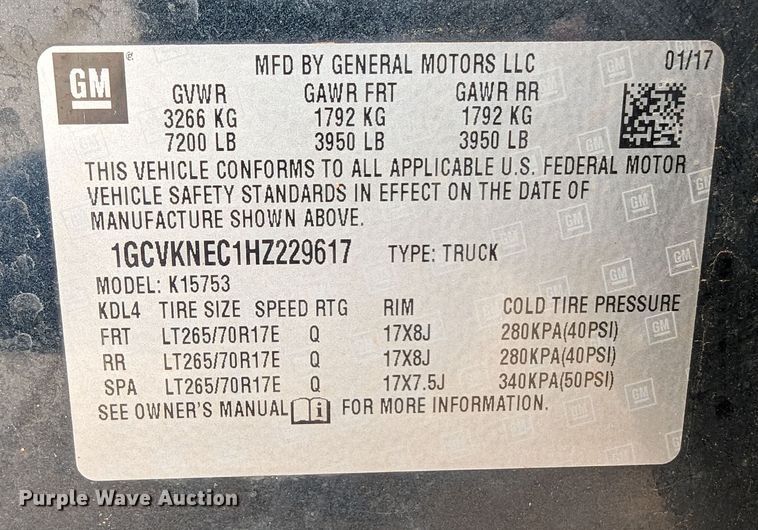 GM
MFD BY GENERAL MOTORS LLC 01/17
GVWR GAWR FRT GAWR RR
3266 KG 1792 KG 1792 KG
7200 LB 3950 LB 3950 LB
THIS VEHICLE CONFORMS TO ALL APPLICABLE U.S. FEDERAL MOTOR
VEHICLE SAFETY STANDARDS IN EFFECT ON THE DATE OF
MANUFACTURE SHOWN ABOVE.
1GCVKNEC1HZ229617 TYPE: TRUCK
MODEL: K15753
KDL4 TIRE SIZE SPEED RTG RIM COLD TIRE PRESSURE
FRT LT265/70R17E Q 17X8J 280KPA(40PSI)
RR LT265/70R17E Q 17X8J 280KPA(40PSI)
SPA LT265/70R17E Q 17X7.5J 340KPA(50PSI)
SEE OWNER'S MANUAL i FOR MORE INFORMATION.
Purple Wave Auction